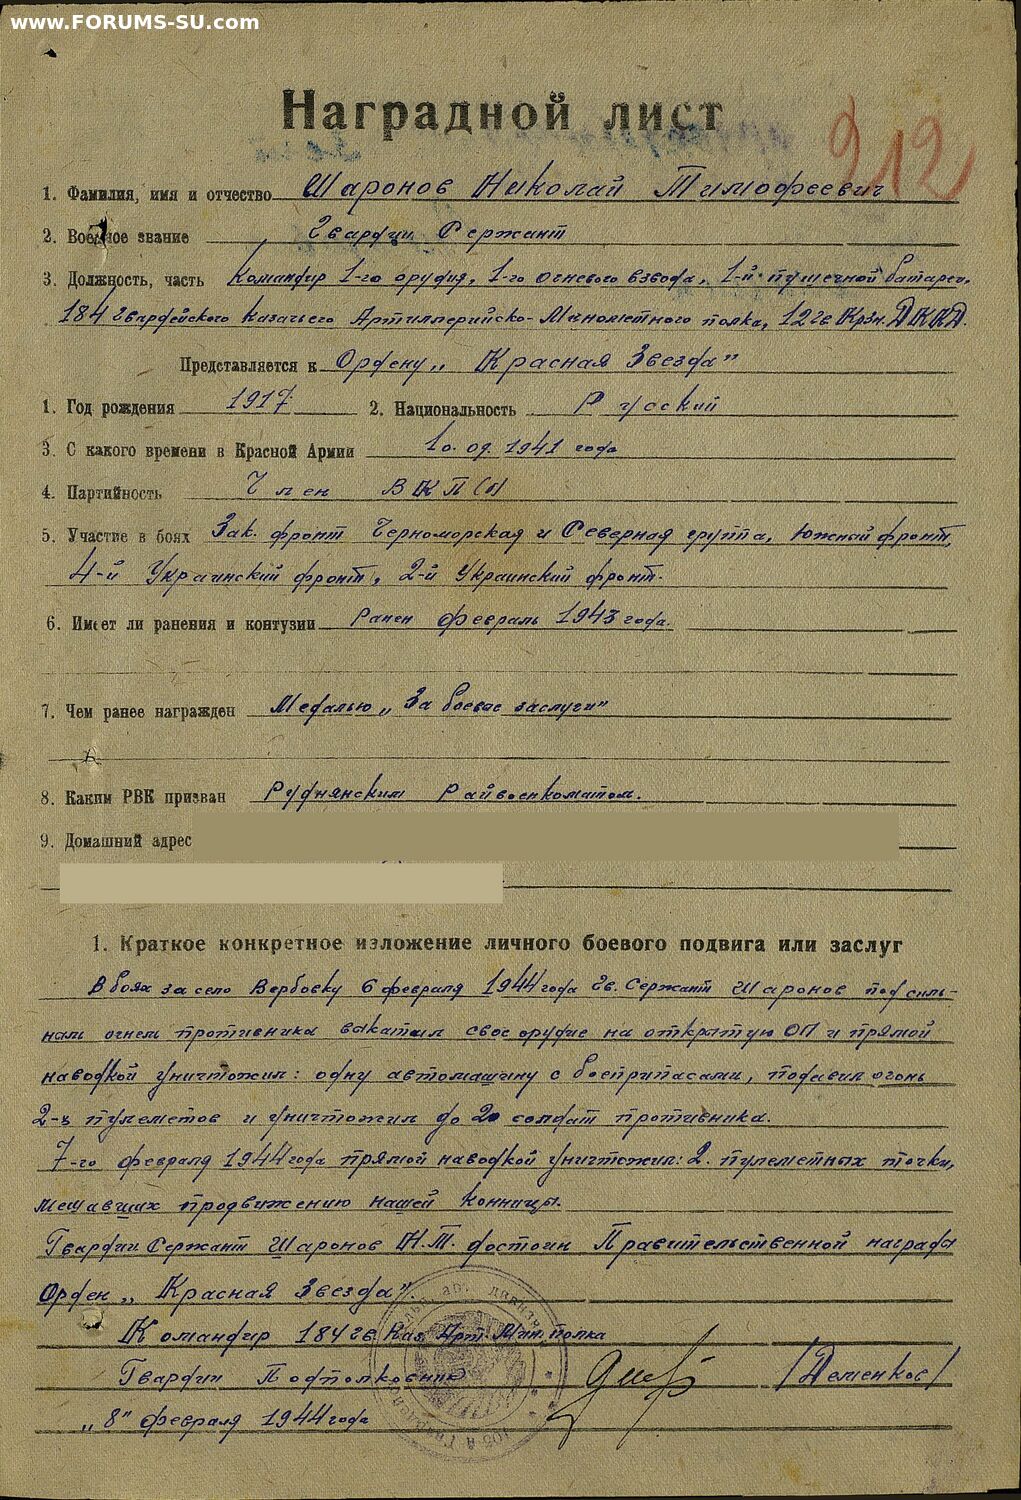 www.FORUMS-SU.com
Наградной лист
212
1. Фамилия, имя и отчество Шаронов Николай Тимофеевич
2. Военное звание Гвардии Сержант
3. Должность, часть Командир 1-го орудия, 1-го огневого взвода, 1-й пушечной батареи,
184 Гвардейского Казачьего Артиллерийско-Минометного полка, 12 гв Кзк. ДККД.
Представляется к Ордену „Красная Звезда"
1. Год рождения 1917 2. Национальность Русский
3. С какого времени в Красной Армии 10.09.1941 года
4. Партийность Член ВКП(б)
5. Участие в боях Зак. фронт Черноморская и Северная группа, Южный фронт,
4-й Украинский фронт, 2-й Украинский фронт.
6. Имеет ли ранения и контузии Ранен февраль 1943 года.
7. Чем ранее награжден Медалью „За боевые заслуги"
8. Каким РВК призван Руднянским Райвоенкоматом.
9. Домашний адрес
1. Краткое конкретное изложение личного боевого подвига или заслуг
В боях за село Вербовку 6 февраля 1944 года Гв. Сержант Шаронов под силь-
ным огнем противника выкатил свое орудие на открытую ОП и прямой
наводкой уничтожил: одну автомашину с боеприпасами, подавил огонь
2-х пулеметов и уничтожил до 20 солдат противника.
7-го февраля 1944 года прямой наводкой уничтожил: 2. пулеметных точки,
мешавших продвижению нашей конницы.
Гвардии Сержант Шаронов Н.Т. достоин Правительственной награды
Орден „Красная Звезда".
Командир 184 гв Каз. Арт. Мин. полка
Гвардии Подполковник /Деменков/
„8" февраля 1944 года